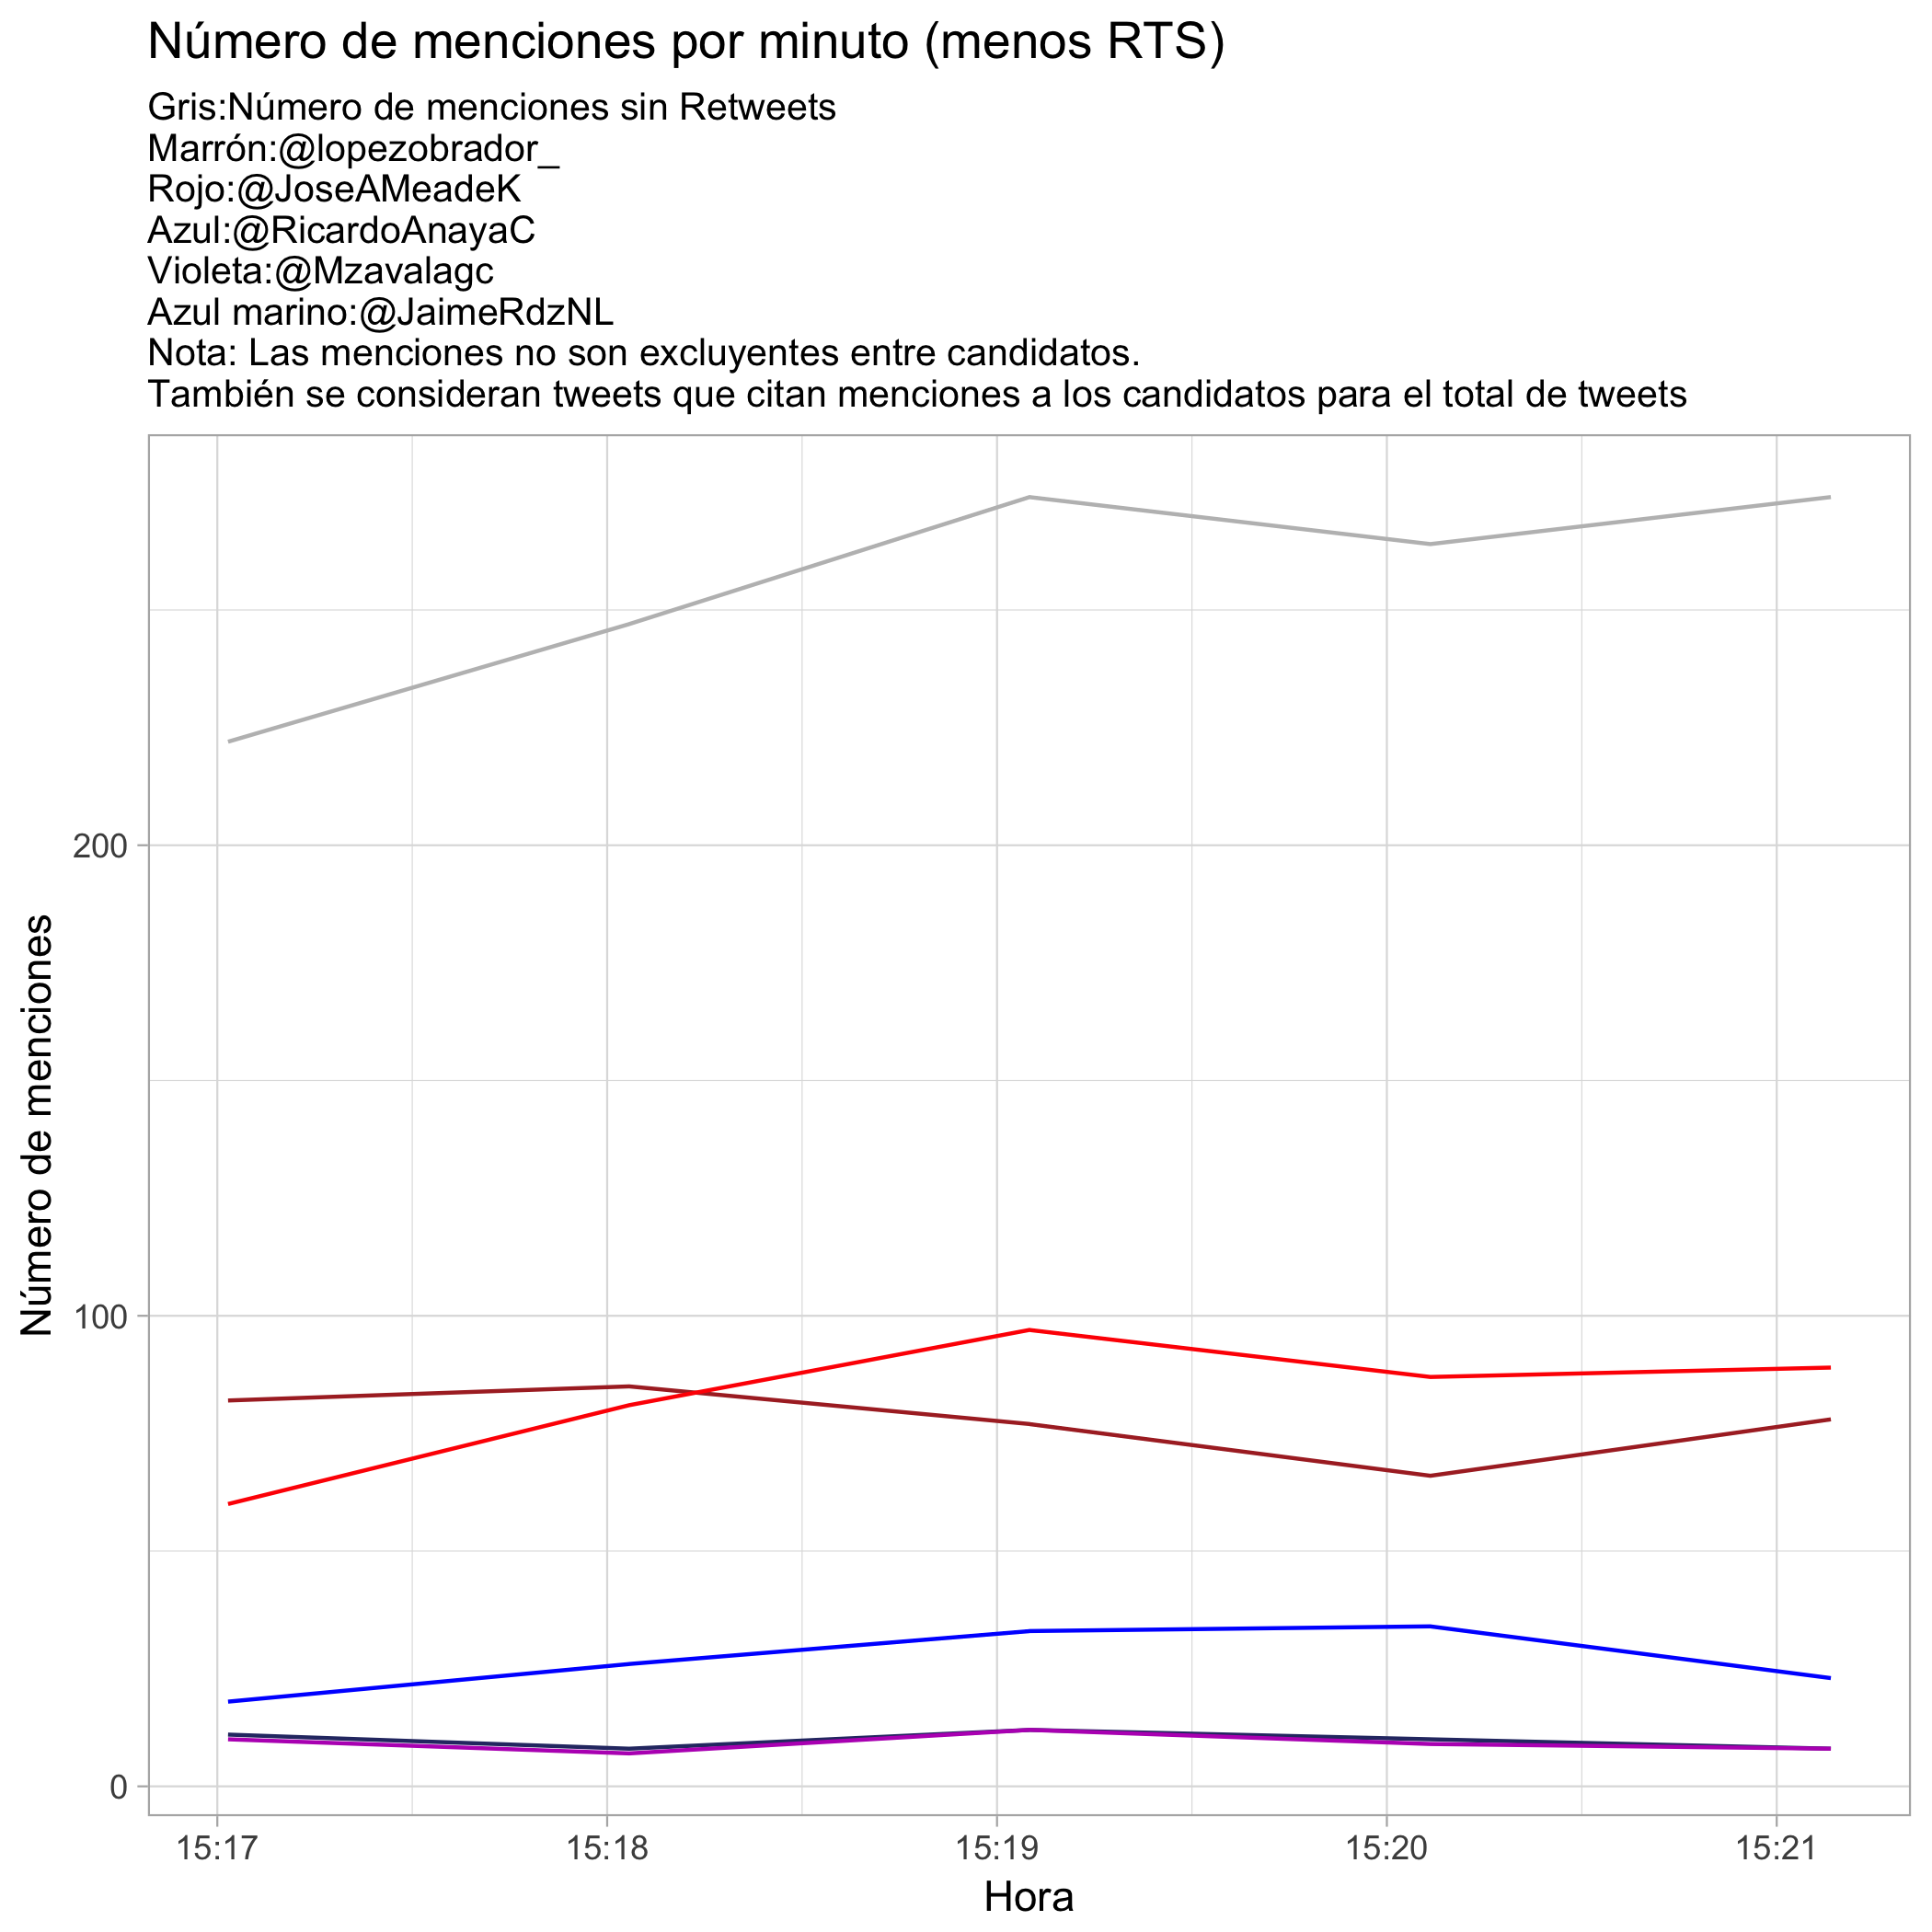 Número de menciones por minuto (menos RTS)
Gris:Número de menciones sin Retweets
Marrón:@lopezobrador_
Rojo:@JoseAMeadeK
Azul:@RicardoAnayaC
Violeta:@Mzavalagc
Azul marino:@JaimeRdzNL
Nota: Las menciones no son excluyentes entre candidatos.
También se consideran tweets que citan menciones a los candidatos para el total de tweets
Número de menciones
200
100
0
15:17
15:18
15:19
15:20
15:21
Hora